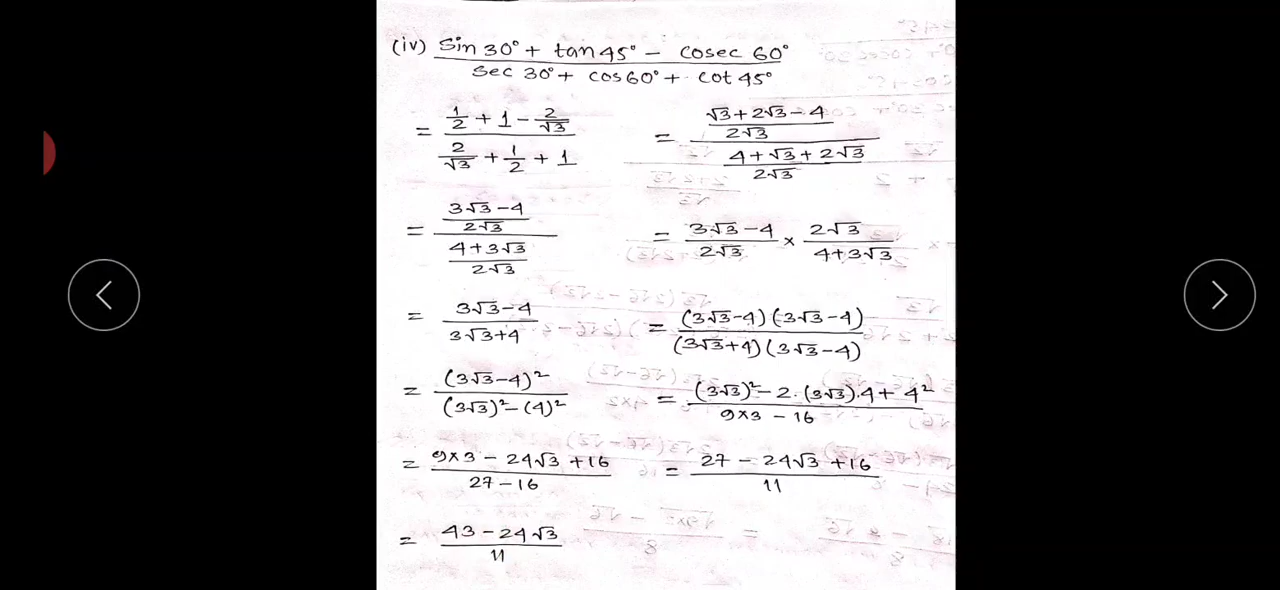 (iv) Sin 30° + tan 45° - cosec 60° / sec 30° + cos 60° + cot 45°
= (1/2 + 1 - 2/√3) / (2/√3 + 1/2 + 1) = ((√3 + 2√3 - 4) / 2√3) / ((4 + √3 + 2√3) / 2√3)
= ((3√3 - 4) / 2√3) / ((4 + 3√3) / 2√3) = (3√3 - 4) / 2√3 × 2√3 / (4 + 3√3)
= (3√3 - 4) / (3√3 + 4) = (3√3 - 4)(3√3 - 4) / (3√3 + 4)(3√3 - 4)
= (3√3 - 4)² / (3√3)² - (4)² = (3√3)² - 2·(3√3)·4 + 4² / 9×3 - 16
= 9×3 - 24√3 + 16 / 27 - 16 = 27 - 24√3 + 16 / 11
= 43 - 24√3 / 11